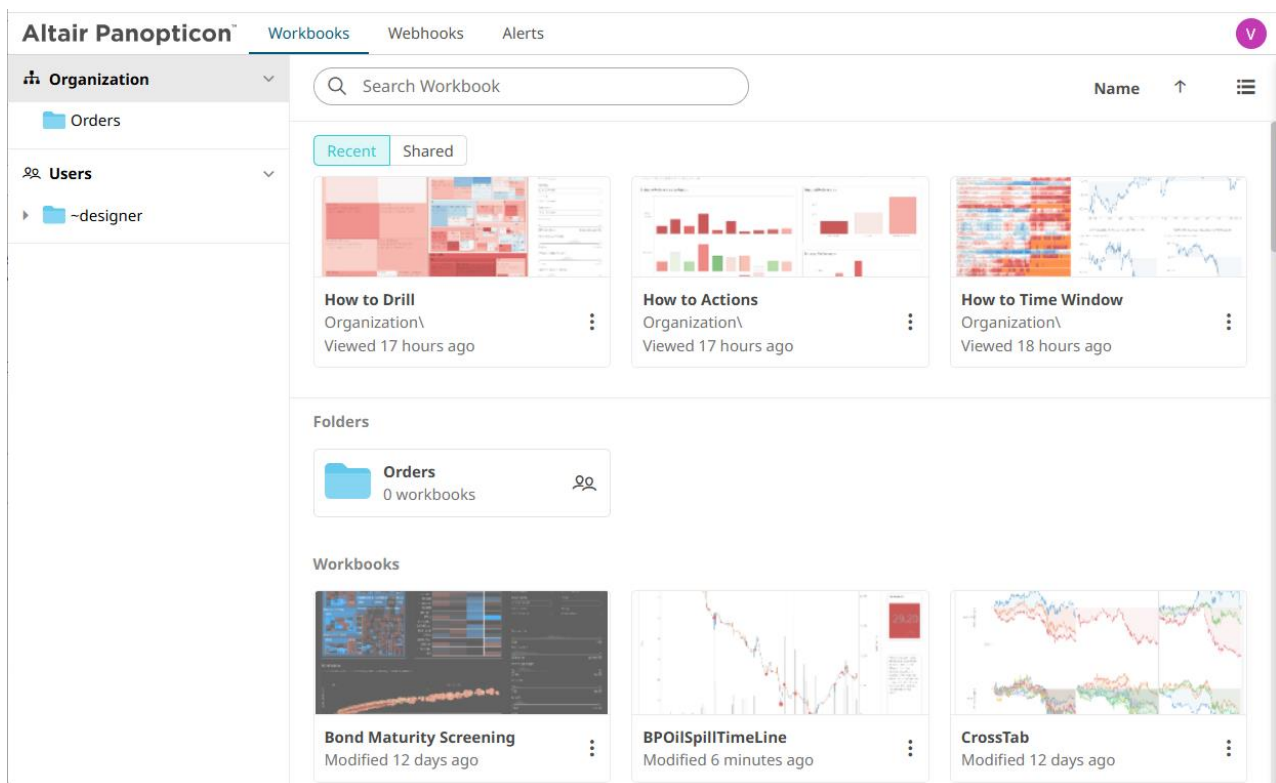 Altair Panopticon™ Workbooks Webhooks Alerts V
Organization
Orders
Users
~designer
Search Workbook
Name
Recent Shared
How to Drill
Organization\
Viewed 17 hours ago
How to Actions
Organization\
Viewed 17 hours ago
How to Time Window
Organization\
Viewed 18 hours ago
Folders
Orders
0 workbooks
Workbooks
29.20
Bond Maturity Screening
Modified 12 days ago
BPOilSpillTimeLine
Modified 6 minutes ago
CrossTab
Modified 12 days ago